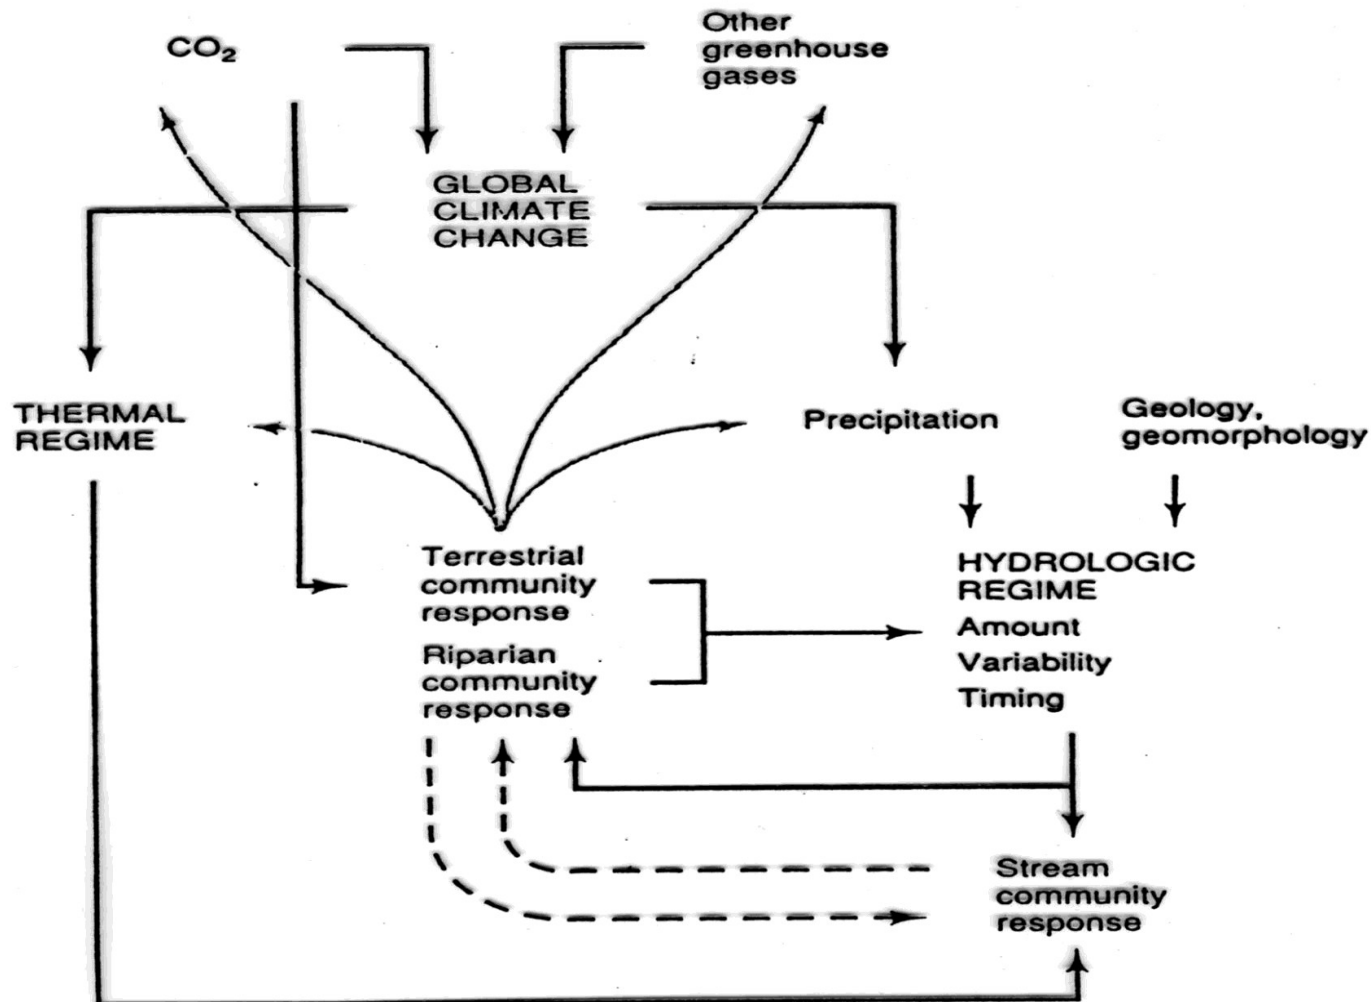 CO₂
Other
greenhouse
gases
GLOBAL
CLIMATE
CHANGE
THERMAL
REGIME
Precipitation
Geology,
geomorphology
Terrestrial
community
response
Riparian
community
response
HYDROLOGIC
REGIME
Amount
Variability
Timing
Stream
community
response